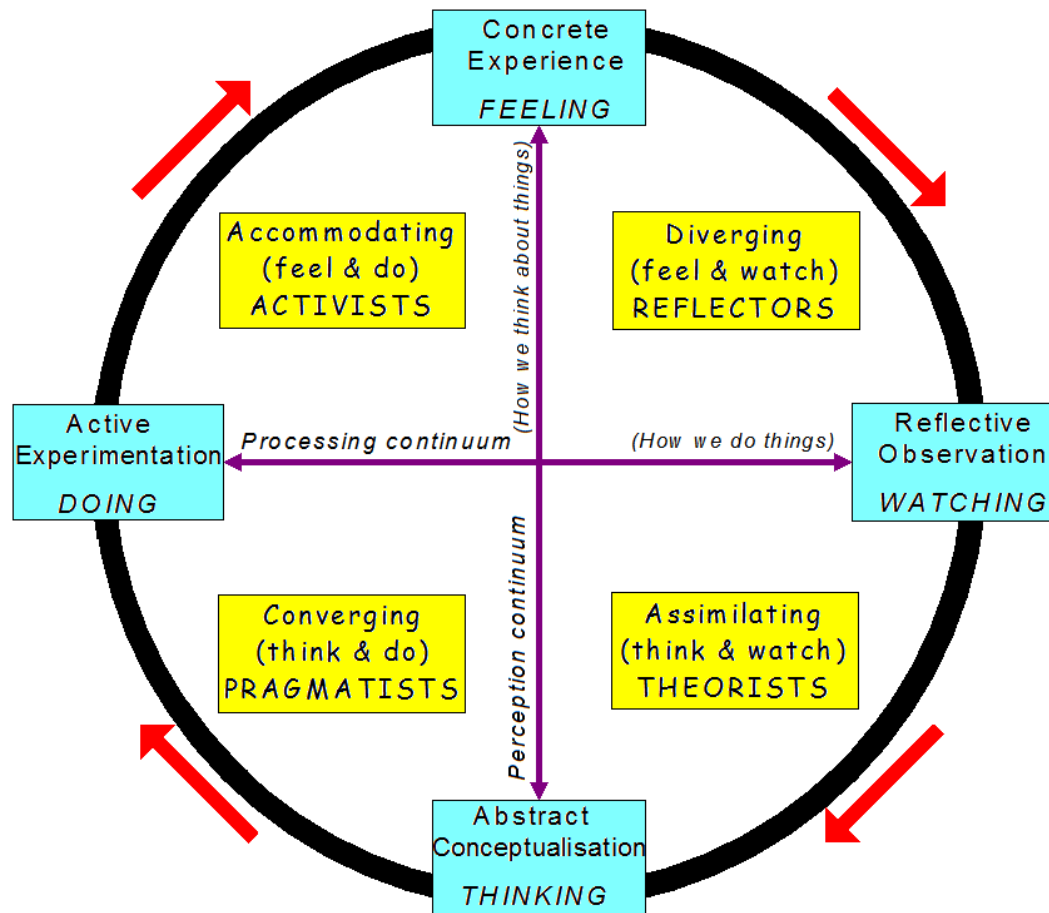 Concrete
Experience
FEELING
(How we think about things)
Accommodating
(feel & do)
ACTIVISTS
Diverging
(feel & watch)
REFLECTORS
Active
Experimentation
DOING
Processing continuum
(How we do things)
Reflective
Observation
WATCHING
Perception continuum
Converging
(think & do)
PRAGMATISTS
Assimilating
(think & watch)
THEORISTS
Abstract
Conceptualisation
THINKING